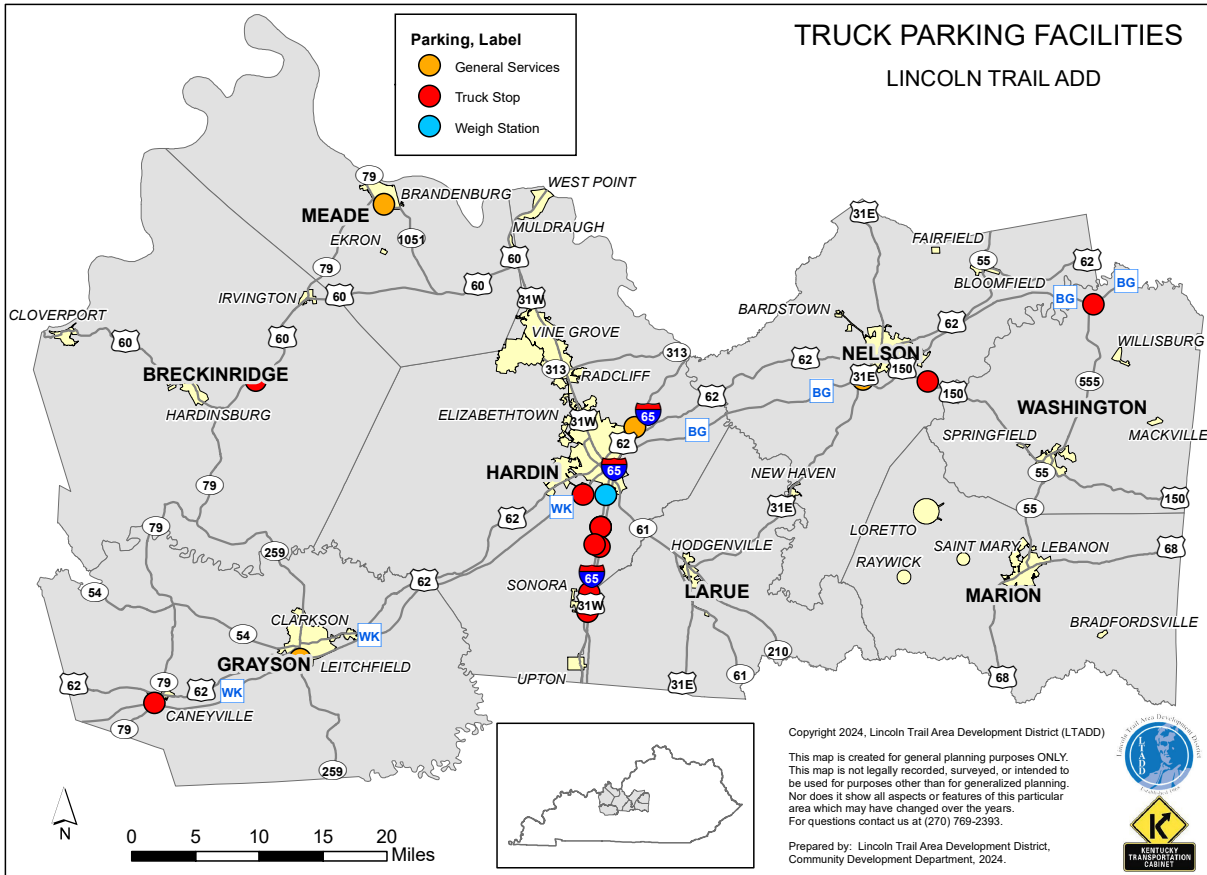 TRUCK PARKING FACILITIES
LINCOLN TRAIL ADD
Parking, Label
General Services
Truck Stop
Weigh Station
79
BRANDENBURG
WEST POINT
MEADE
MULDRAUGH
EKRON
1051
60
31E
FAIRFIELD
55
62
BLOOMFIELD
BG
BG
79
60
60
IRVINGTON
31W
BARDSTOWN
62
CLOVERPORT
60
60
VINE GROVE
313
62
NELSON
WILLISBURG
BRECKINRIDGE
313
RADCLIFF
31E
150
555
HARDINSBURG
62
BG
150
WASHINGTON
ELIZABETHTOWN
31W
65
BG
MACKVILLE
62
SPRINGFIELD
HARDIN
65
NEW HAVEN
55
79
WK
31E
150
62
55
79
61
LORETTO
259
HODGENVILLE
SAINT MARY
LEBANON
68
RAYWICK
65
62
SONORA
LARUE
MARION
54
31W
CLARKSON
54
WK
BRADFORDSVILLE
GRAYSON
LEITCHFIELD
210
62
79
62
WK
UPTON
31E
61
68
CANEYVILLE
79
259
N
0
5
10
15
20
Miles
Copyright 2024, Lincoln Trail Area Development District (LTADD)
This map is created for general planning purposes ONLY.
This map is not legally recorded, surveyed, or intended to
be used for purposes other than for generalized planning.
Nor does it show all aspects or features of this particular
area which may have changed over the years.
For questions contact us at (270) 769-2393.
Prepared by:  Lincoln Trail Area Development District,
Community Development Department, 2024.
Lincoln Trail Area Development District
LTADD
KENTUCKY
TRANSPORTATION
CABINET